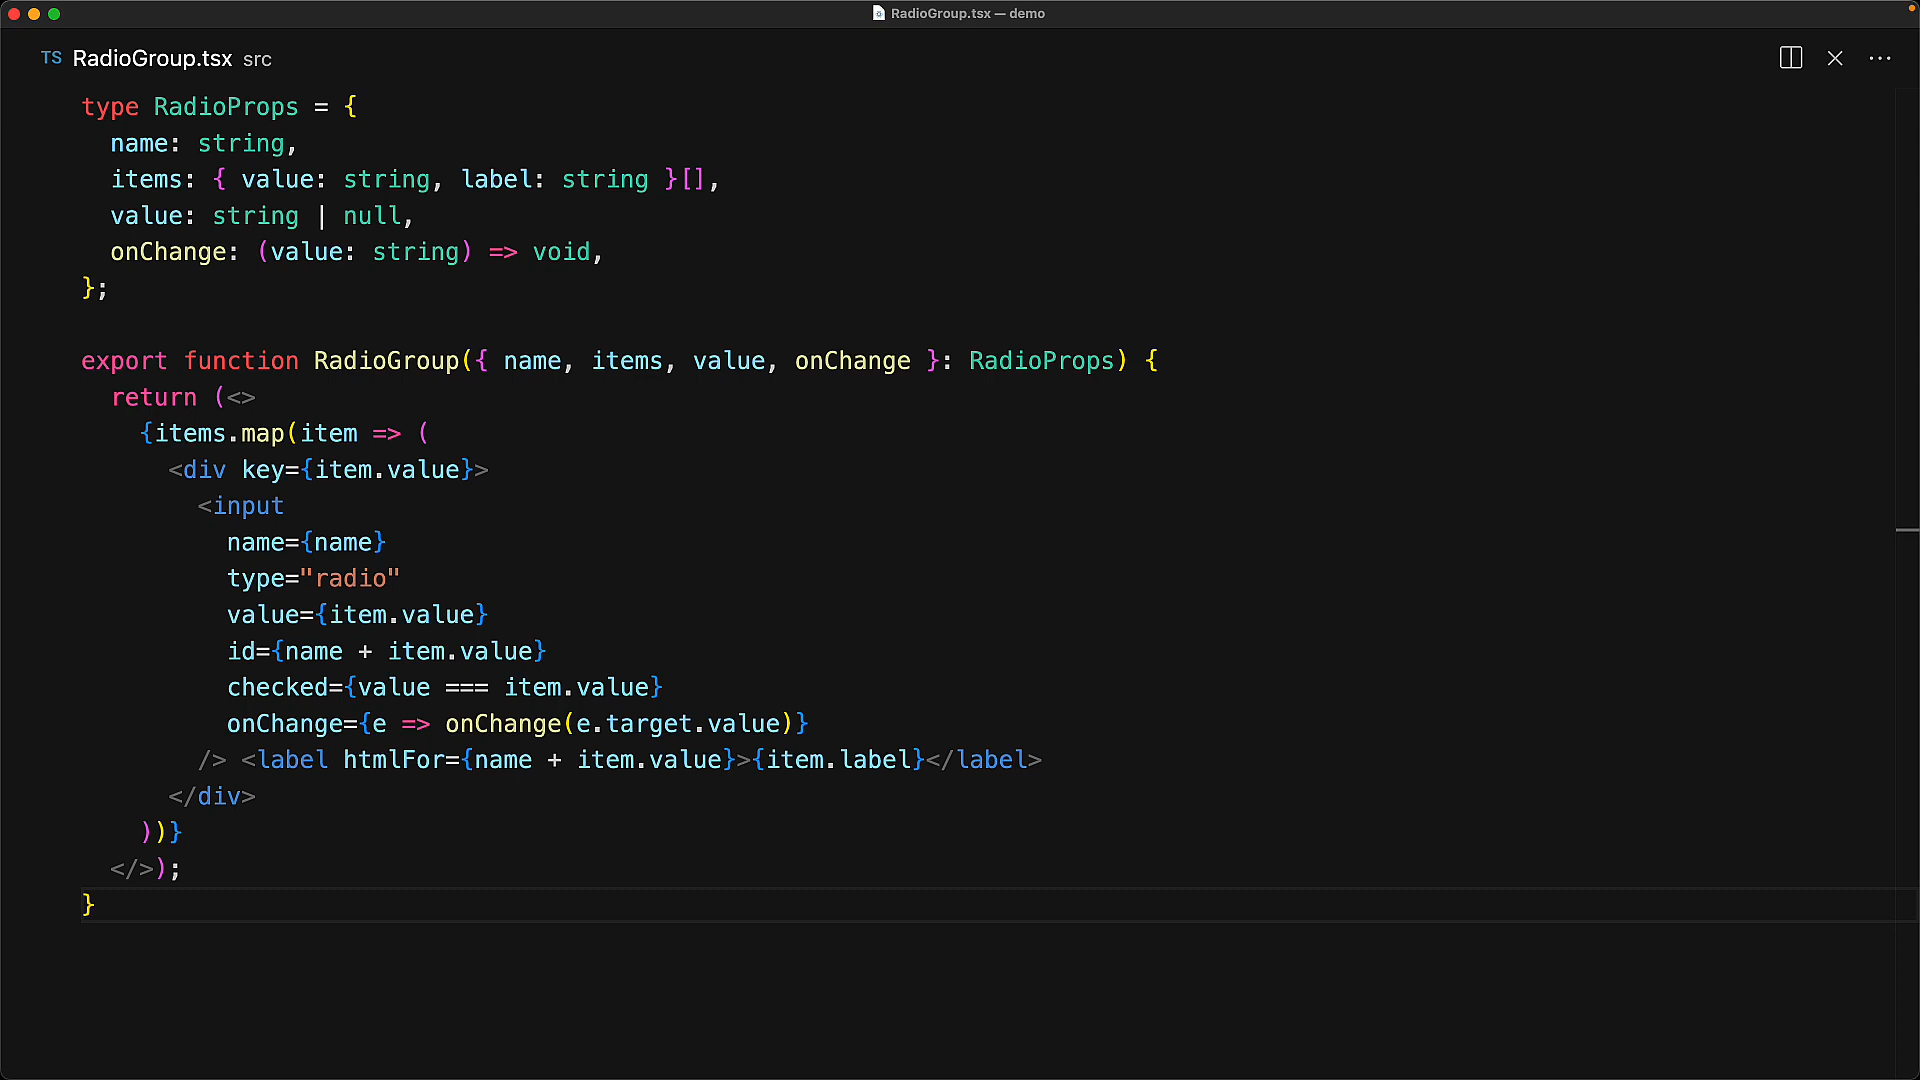 RadioGroup.tsx — demo
TS RadioGroup.tsx src
type RadioProps = {
  name: string,
  items: { value: string, label: string }[],
  value: string | null,
  onChange: (value: string) => void,
};

export function RadioGroup({ name, items, value, onChange }: RadioProps) {
  return (<>
    {items.map(item => (
      <div key={item.value}>
        <input
          name={name}
          type="radio"
          value={item.value}
          id={name + item.value}
          checked={value === item.value}
          onChange={e => onChange(e.target.value)}
        /> <label htmlFor={name + item.value}>{item.label}</label>
      </div>
    ))}
  </>);
}